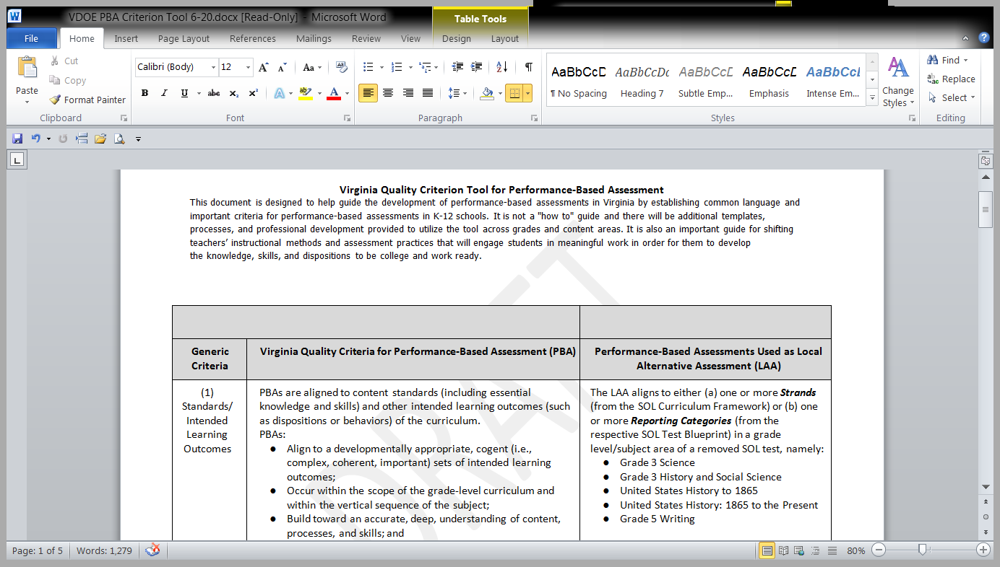 VDOE PBA Criterion Tool 6-20.docx [Read-Only] - Microsoft Word
Table Tools
File Home Insert Page Layout References Mailings Review View Design Layout
Paste
Cut
Copy
Format Painter
Clipboard
Calibri (Body) 12
Font
Paragraph
AaBbCcD AaBbCcDc AaBbCcD AaBbCcD AaBbCcL
¶ No Spacing Heading 7 Subtle Emp... Emphasis Intense Em...
Styles
Change
Styles
Find
Replace
Select
Editing
Virginia Quality Criterion Tool for Performance-Based Assessment
This document is designed to help guide the development of performance-based assessments in Virginia by establishing common language and
important criteria for performance-based assessments in K-12 schools. It is not a "how to" guide and there will be additional templates,
processes, and professional development provided to utilize the tool across grades and content areas. It is also an important guide for shifting
teachers’ instructional methods and assessment practices that will engage students in meaningful work in order for them to develop
the knowledge, skills, and dispositions to be college and work ready.
DRAFT
Generic
Criteria
Virginia Quality Criteria for Performance-Based Assessment (PBA)
Performance-Based Assessments Used as Local
Alternative Assessment (LAA)
(1)
Standards/
Intended
Learning
Outcomes
PBAs are aligned to content standards (including essential
knowledge and skills) and other intended learning outcomes (such
as dispositions or behaviors) of the curriculum.
PBAs:
● Align to a developmentally appropriate, cogent (i.e.,
complex, coherent, important) sets of intended learning
outcomes;
● Occur within the scope of the grade-level curriculum and
within the vertical sequence of the subject;
● Build toward an accurate, deep, understanding of content,
processes, and skills; and
The LAA aligns to either (a) one or more Strands
(from the SOL Curriculum Framework) or (b) one
or more Reporting Categories (from the
respective SOL Test Blueprint) in a grade
level/subject area of a removed SOL test, namely:
● Grade 3 Science
● Grade 3 History and Social Science
● United States History to 1865
● United States History: 1865 to the Present
● Grade 5 Writing
Page: 1 of 5 Words: 1,279 80%